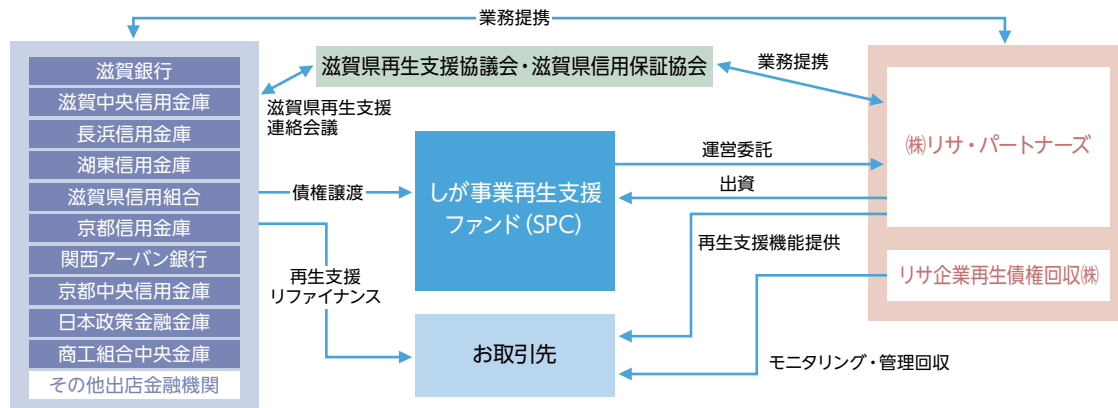 業務提携
滋賀銀行
滋賀中央信用金庫
長浜信用金庫
湖東信用金庫
滋賀県信用組合
京都信用金庫
関西アーバン銀行
京都中央信用金庫
日本政策金融金庫
商工組合中央金庫
その他出店金融機関
滋賀県再生支援協議会・滋賀県信用保証協会
滋賀県再生支援
連絡会議
業務提携
債権譲渡
再生支援
リファイナンス
しが事業再生支援
ファンド(SPC)
お取引先
運営委託
出資
再生支援機能提供
モニタリング・管理回収
㈱リサ・パートナーズ
リサ企業再生債権回収㈱